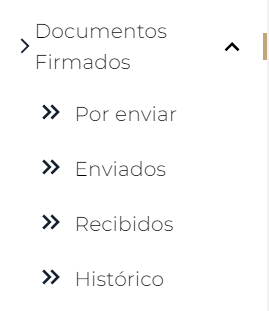 Documentos
Firmados
Por enviar
Enviados
Recibidos
Histórico